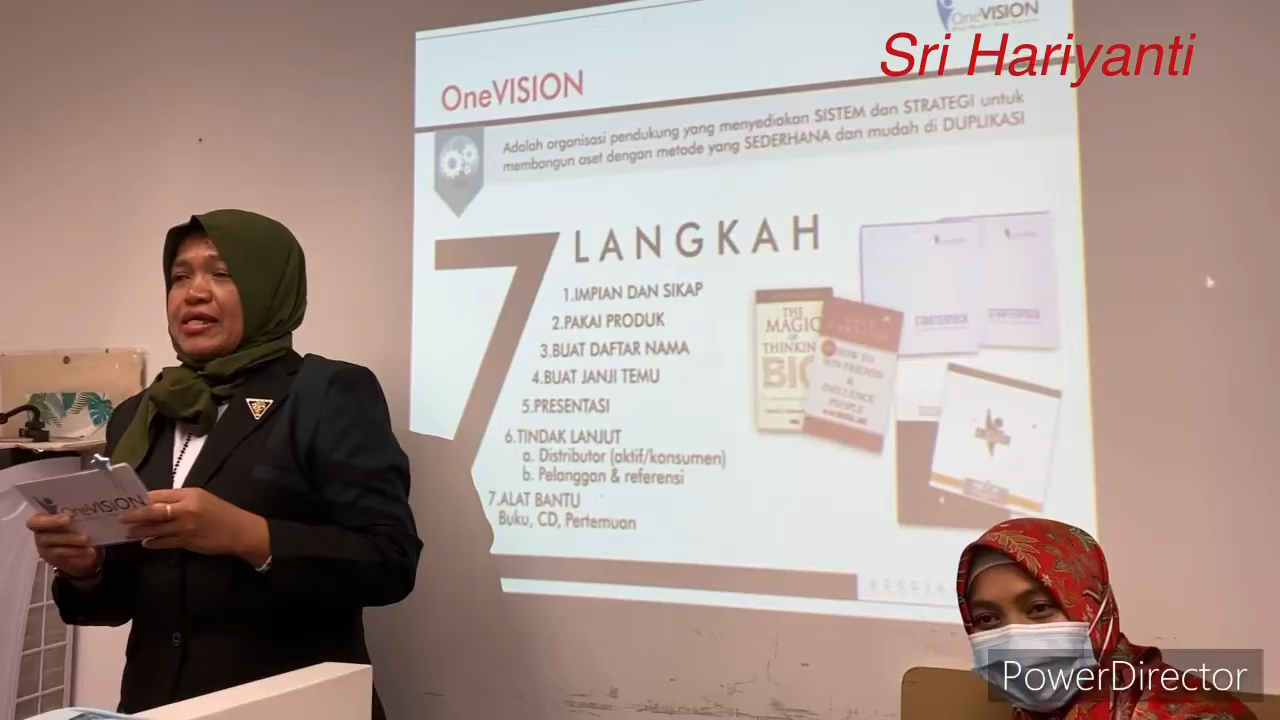 OneVISION
Sri Hariyanti
OneVISION
Adalah organisasi pendukung yang menyediakan SISTEM dan STRATEGI untuk
membangun aset dengan metode yang SEDERHANA dan mudah di DUPLIKASI
7 LANGKAH
1.IMPIAN DAN SIKAP
2.PAKAI PRODUK
3.BUAT DAFTAR NAMA
4.BUAT JANJI TEMU
5.PRESENTASI
6.TINDAK LANJUT
a. Distributor (aktif/konsumen)
b. Pelanggan & referensi
7.ALAT BANTU
Buku, CD, Pertemuan
THE
MAGIC
OF
THINKING
BIG
HOW TO
WIN FRIENDS
&
INFLUENCE
PEOPLE
STARTERPACK
STARTERPACK
OneVISION
PowerDirector